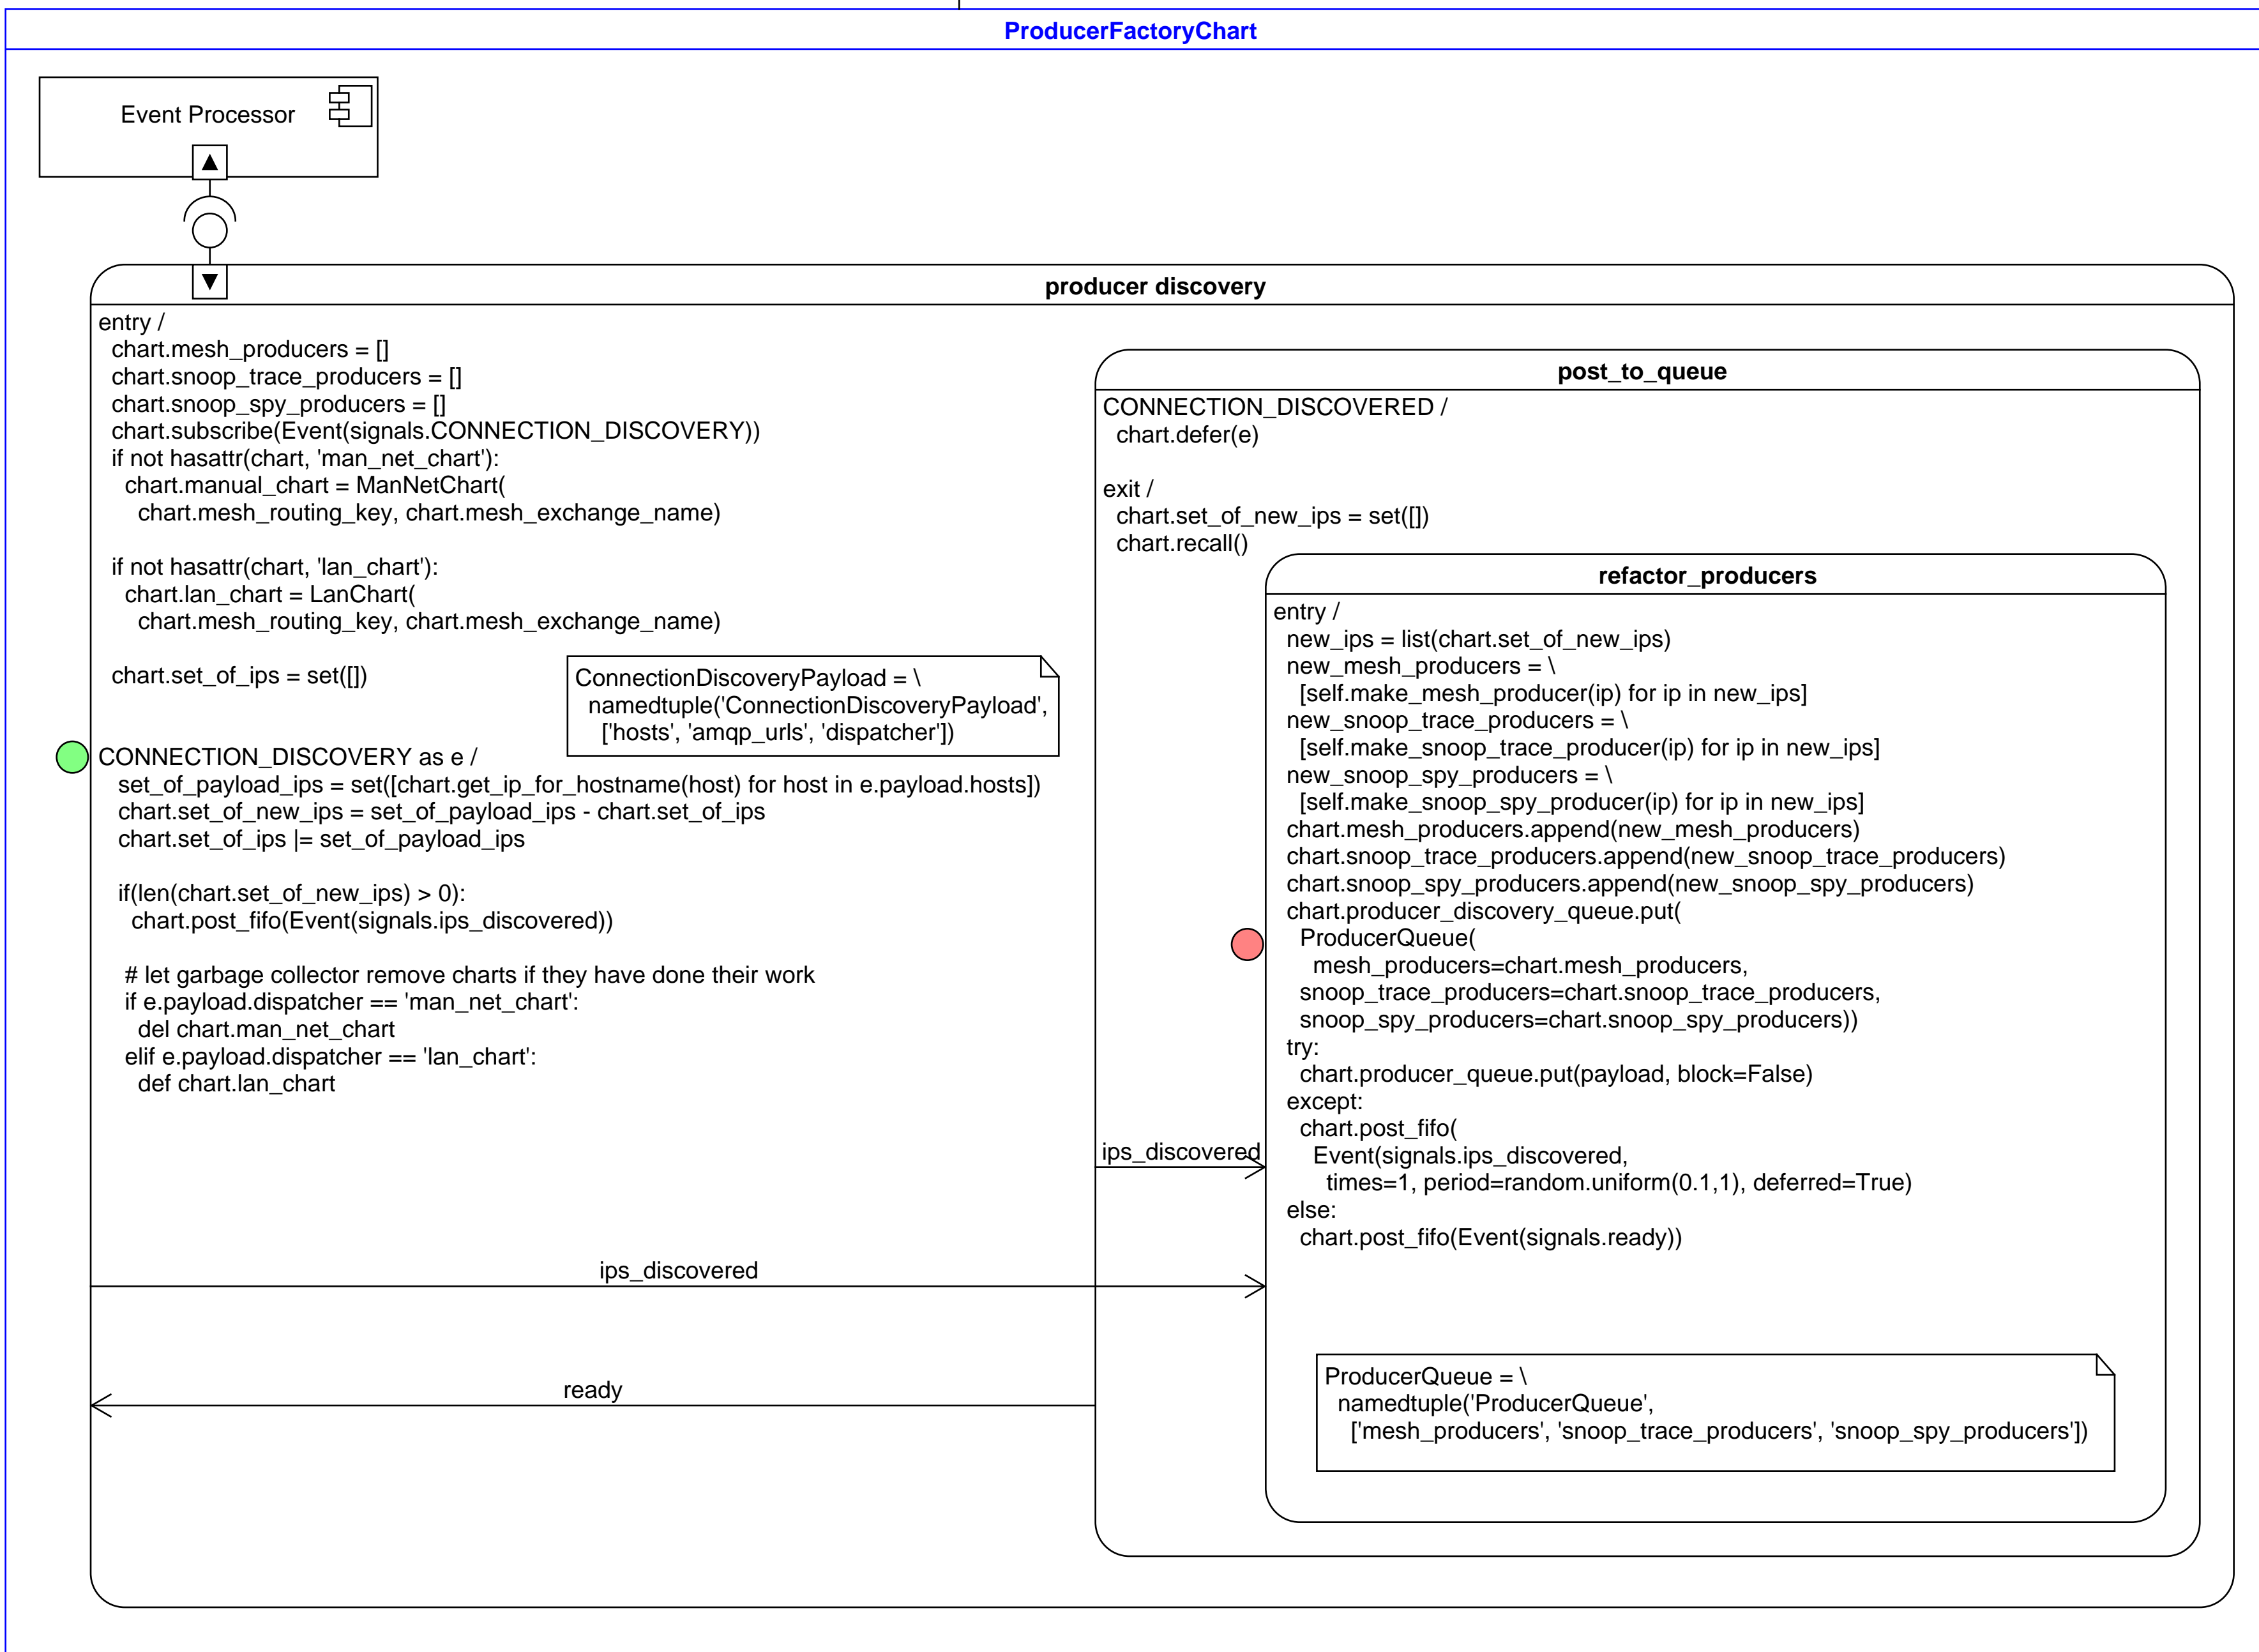 ProducerFactoryChart
Event Processor
producer discovery
entry /
chart.mesh_producers = []
chart.snoop_trace_producers = []
chart.snoop_spy_producers = []
chart.subscribe(Event(signals.CONNECTION_DISCOVERY))
if not hasattr(chart, 'man_net_chart'):
chart.manual_chart = ManNetChart(
chart.mesh_routing_key, chart.mesh_exchange_name)
if not hasattr(chart, 'lan_chart'):
chart.lan_chart = LanChart(
chart.mesh_routing_key, chart.mesh_exchange_name)
chart.set_of_ips = set([])
ConnectionDiscoveryPayload = \
namedtuple('ConnectionDiscoveryPayload',
['hosts', 'amqp_urls', 'dispatcher'])
CONNECTION_DISCOVERY as e /
set_of_payload_ips = set([chart.get_ip_for_hostname(host) for host in e.payload.hosts])
chart.set_of_new_ips = set_of_payload_ips - chart.set_of_ips
chart.set_of_ips |= set_of_payload_ips
if(len(chart.set_of_new_ips) > 0):
chart.post_fifo(Event(signals.ips_discovered))
# let garbage collector remove charts if they have done their work
if e.payload.dispatcher == 'man_net_chart':
del chart.man_net_chart
elif e.payload.dispatcher == 'lan_chart':
def chart.lan_chart
post_to_queue
CONNECTION_DISCOVERED /
chart.defer(e)
exit /
chart.set_of_new_ips = set([])
chart.recall()
refactor_producers
entry /
new_ips = list(chart.set_of_new_ips)
new_mesh_producers = \
[self.make_mesh_producer(ip) for ip in new_ips]
new_snoop_trace_producers = \
[self.make_snoop_trace_producer(ip) for ip in new_ips]
new_snoop_spy_producers = \
[self.make_snoop_spy_producer(ip) for ip in new_ips]
chart.mesh_producers.append(new_mesh_producers)
chart.snoop_trace_producers.append(new_snoop_trace_producers)
chart.snoop_spy_producers.append(new_snoop_spy_producers)
chart.producer_discovery_queue.put(
ProducerQueue(
mesh_producers=chart.mesh_producers,
snoop_trace_producers=chart.snoop_trace_producers,
snoop_spy_producers=chart.snoop_spy_producers))
try:
chart.producer_queue.put(payload, block=False)
except:
chart.post_fifo(
Event(signals.ips_discovered,
times=1, period=random.uniform(0.1,1), deferred=True)
else:
chart.post_fifo(Event(signals.ready))
ips_discovered
ips_discovered
ready
ProducerQueue = \
namedtuple('ProducerQueue',
['mesh_producers', 'snoop_trace_producers', 'snoop_spy_producers'])